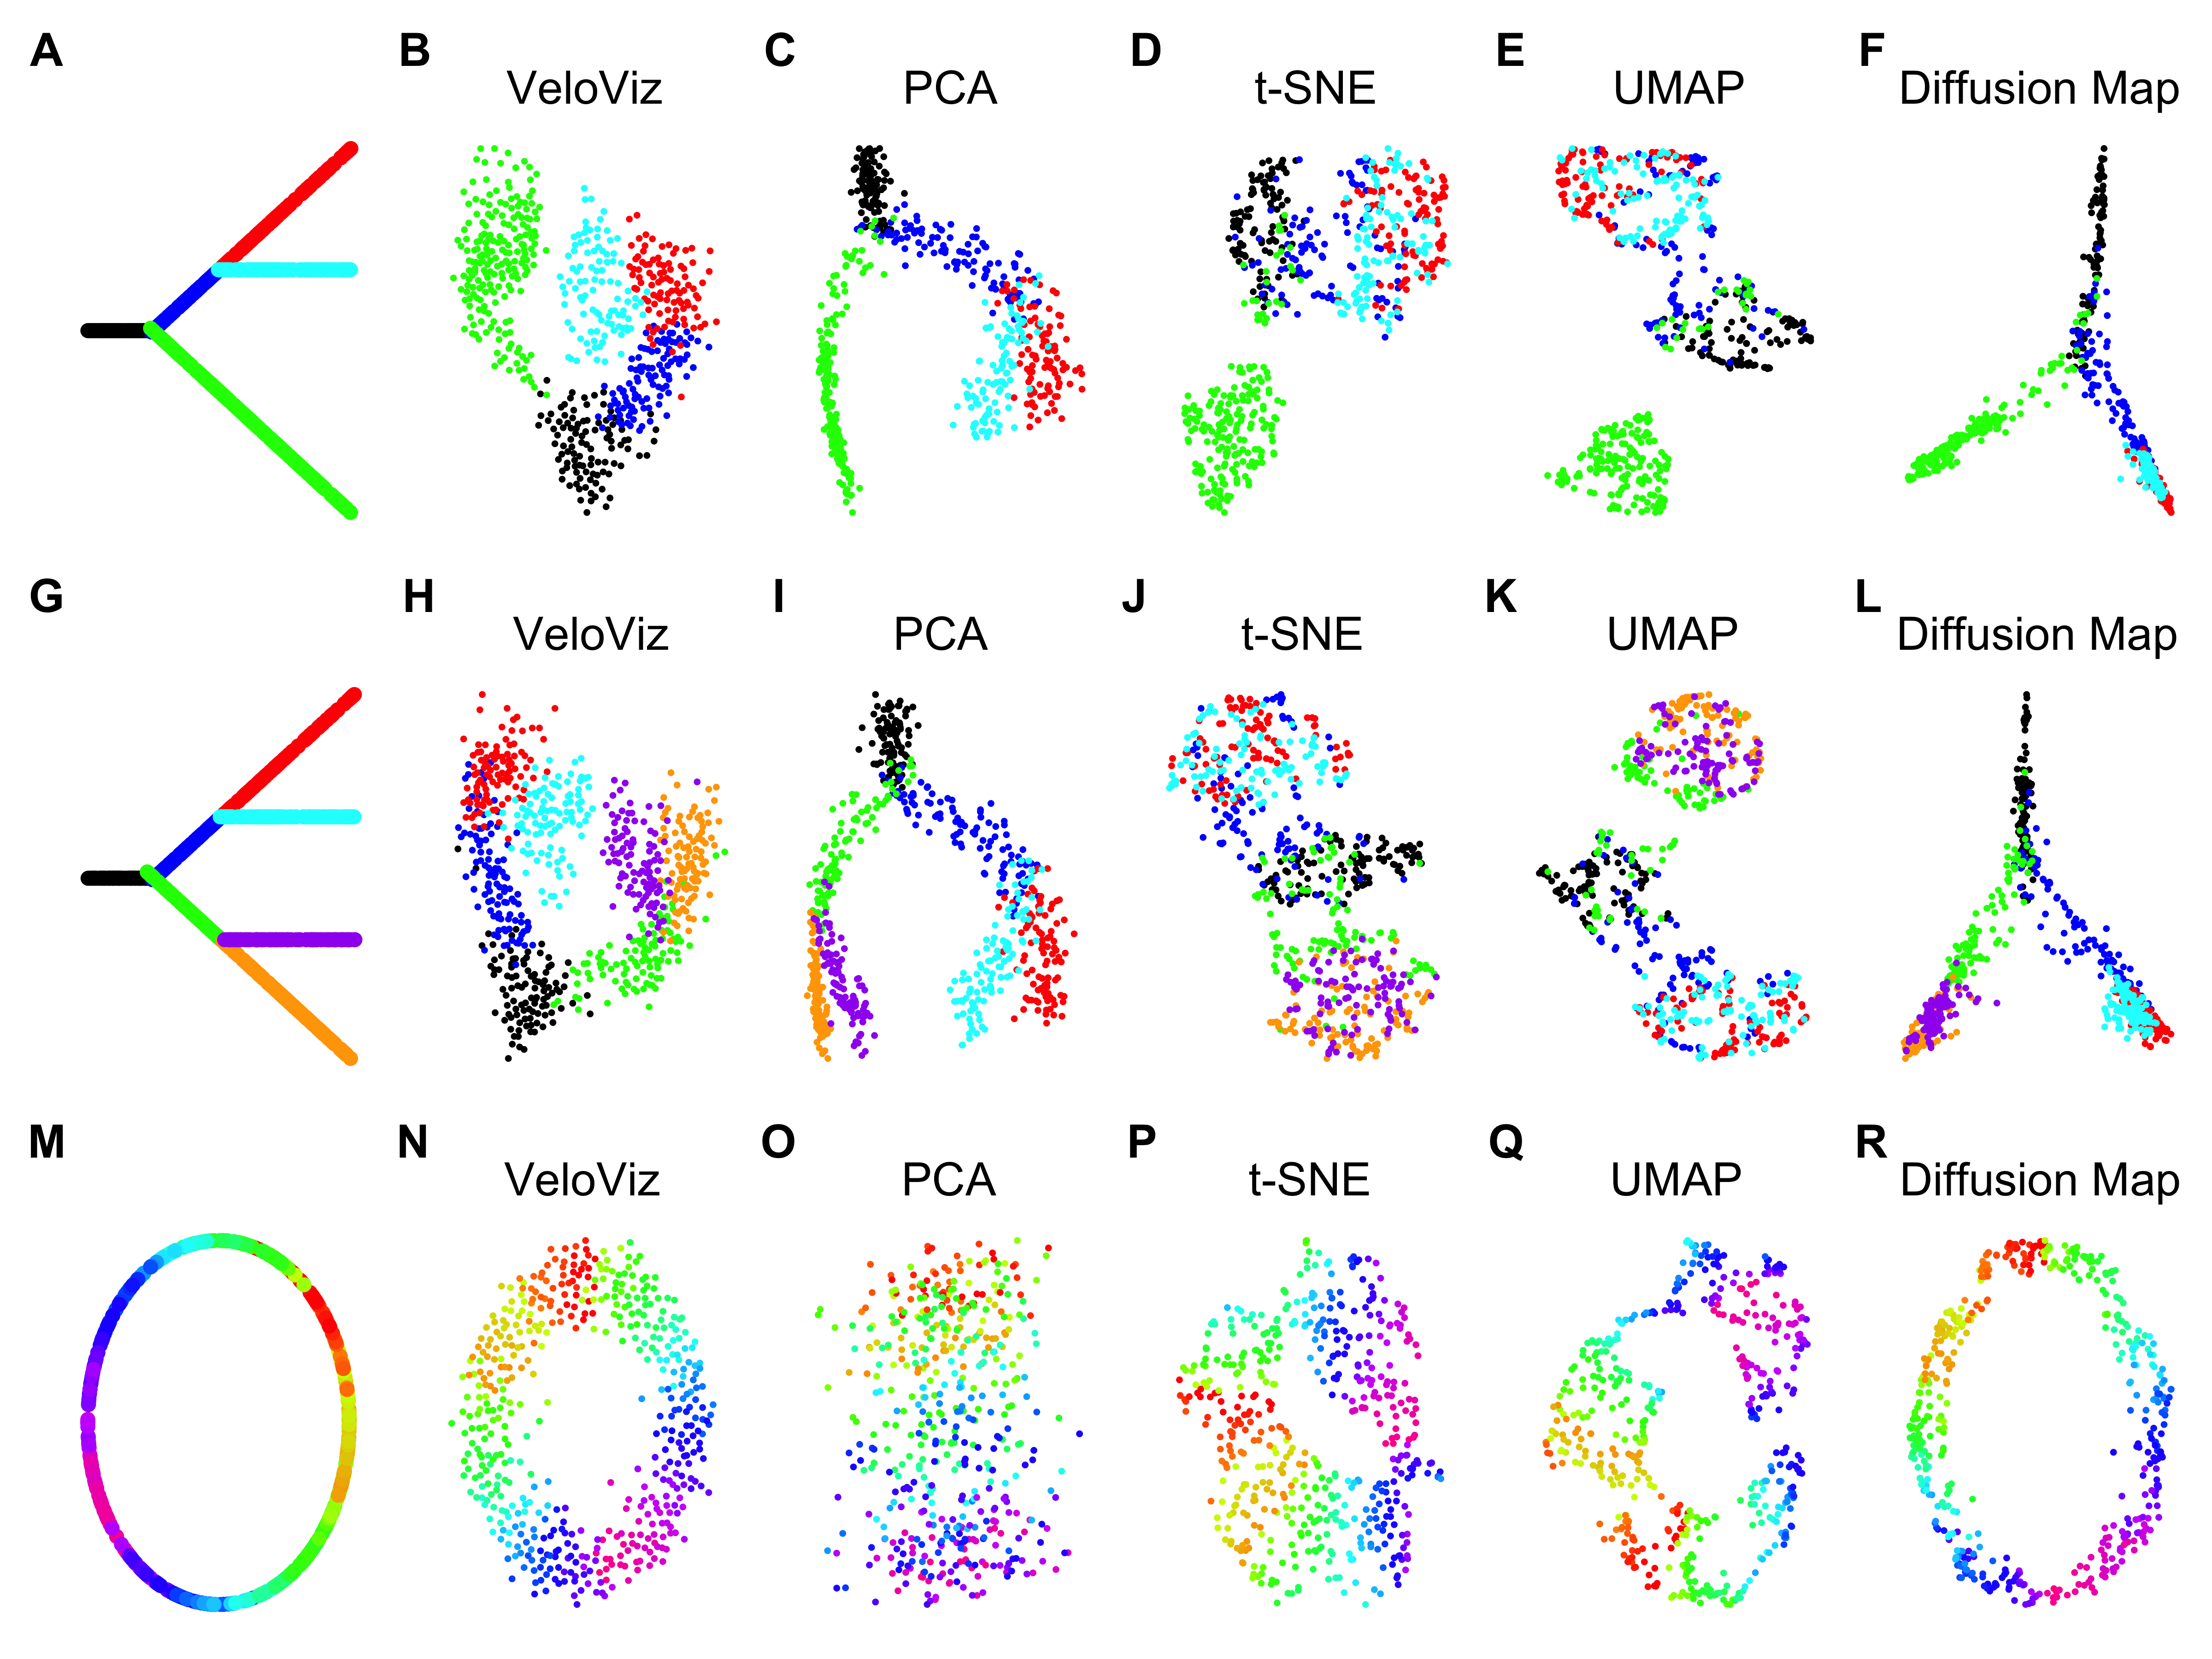 A
B
VeloViz
C
PCA
D
t-SNE
E
UMAP
F
Diffusion Map
G
H
VeloViz
I
PCA
J
t-SNE
K
UMAP
L
Diffusion Map
M
N
VeloViz
O
PCA
P
t-SNE
Q
UMAP
R
Diffusion Map